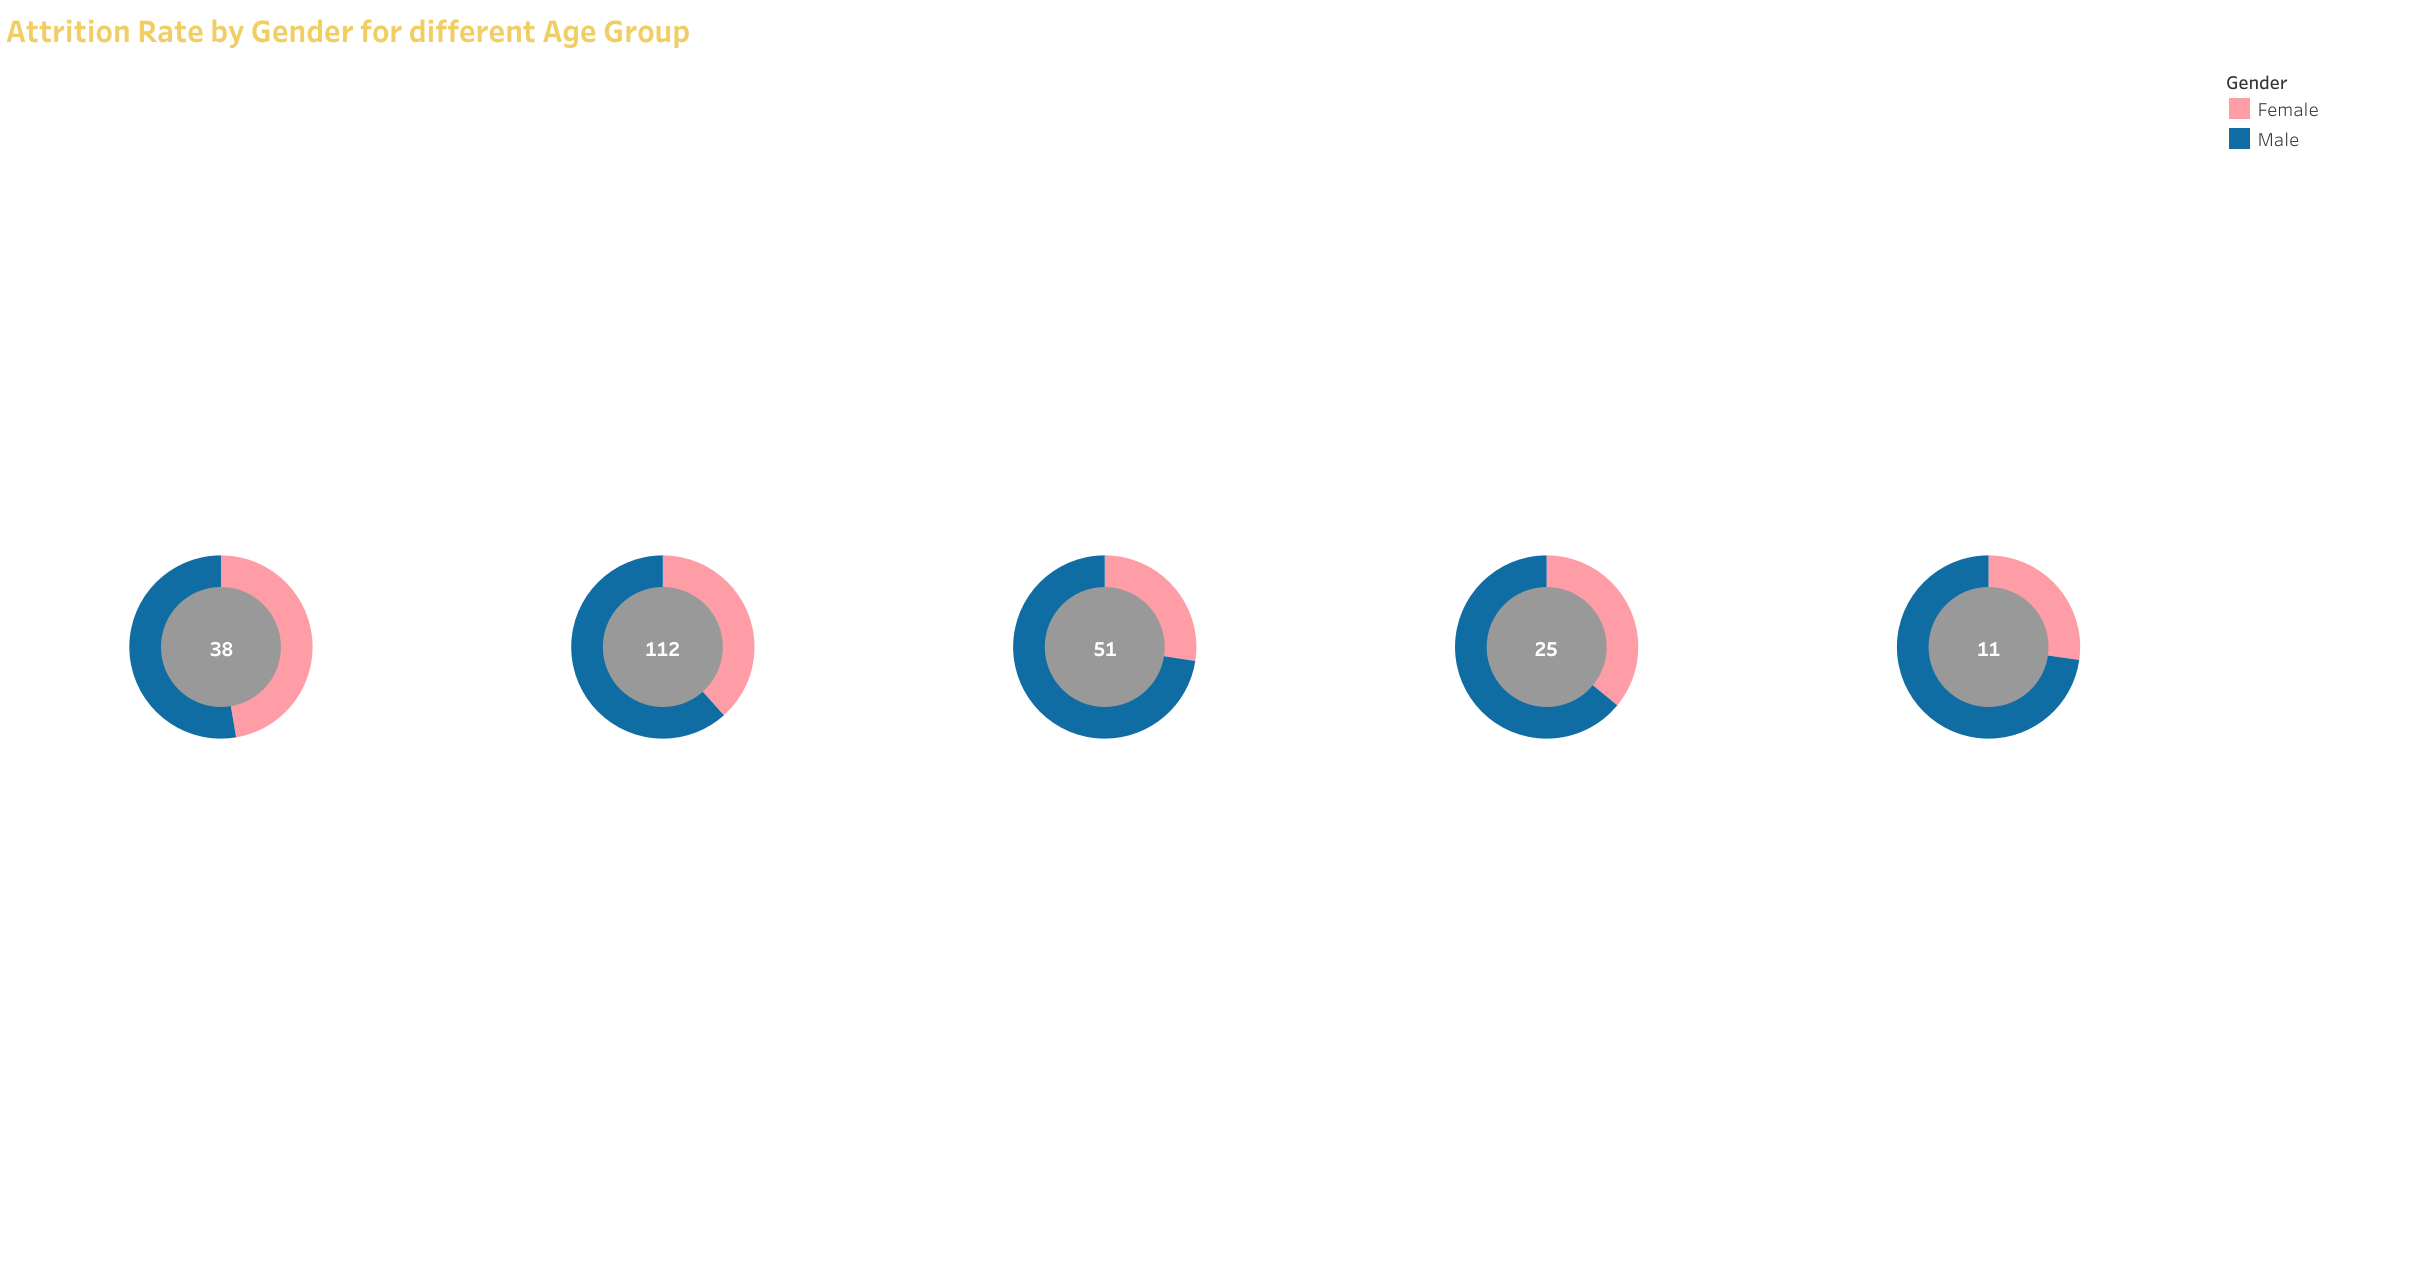 Attrition Rate by Gender for different Age Group
Gender
Female
Male
38
112
51
25
11